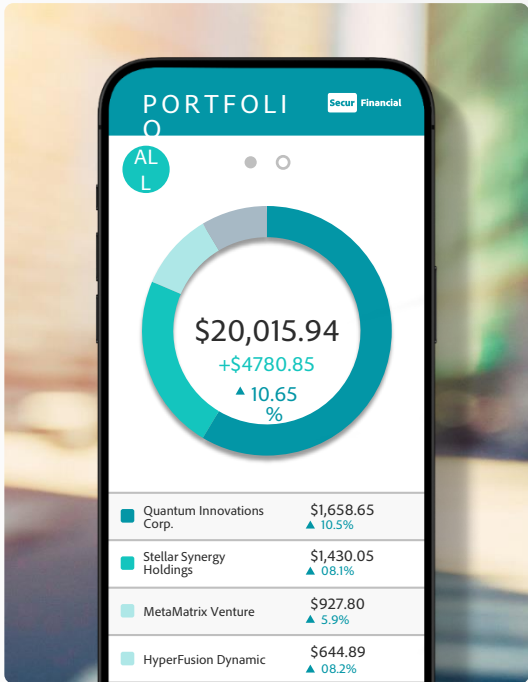 PORTFOLI
O
Secur Financial
AL
L
$20,015.94
+$4780.85
▲ 10.65
%
Quantum Innovations
Corp.
$1,658.65
▲ 10.5%
Stellar Synergy
Holdings
$1,430.05
▲ 08.1%
MetaMatrix Venture
$927.80
▲ 5.9%
HyperFusion Dynamic
$644.89
▲ 08.2%